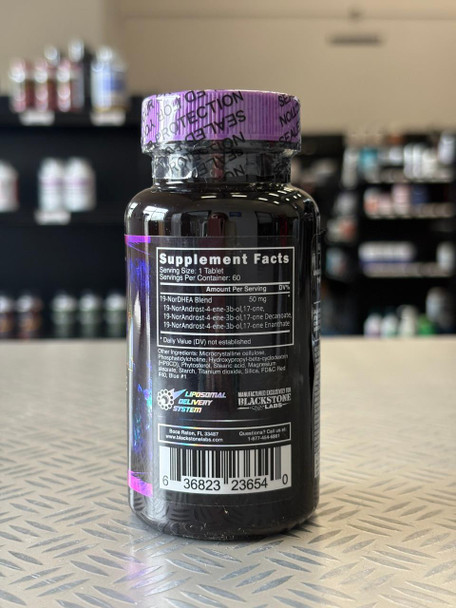 PROTECTION
SEALED
Supplement Facts
Serving Size: 1 Tablet
Servings Per Container: 60
Amount Per Serving DV%
19-NorDHEA Blend 50 mg *
19-NorAndrost-4-ene-3b-ol,17-one,
19-NorAndrost-4-ene-3b-ol,17-one Decanoate,
19-NorAndrost-4-ene-3b-ol,17-one Enanthate
* Daily Value (DV) not established
Other Ingredients: Microcrystalline cellulose,
Phosphatidylcholine, Hydroxypropyl-beta-cyclodextrin
(HPBCD), Phytosterol, Stearic acid, Magnesium
stearate, Starch, Titanium dioxide, Silica, FD&C Red
#40, Blue #1
LIPOSOMAL
DELIVERY
SYSTEM
MANUFACTURED EXCLUSIVELY FOR
BLACKSTONE
LABS
Boca Raton, FL 33487
www.blackstonelabs.com
Questions? Call us at:
6 36823 23654 0